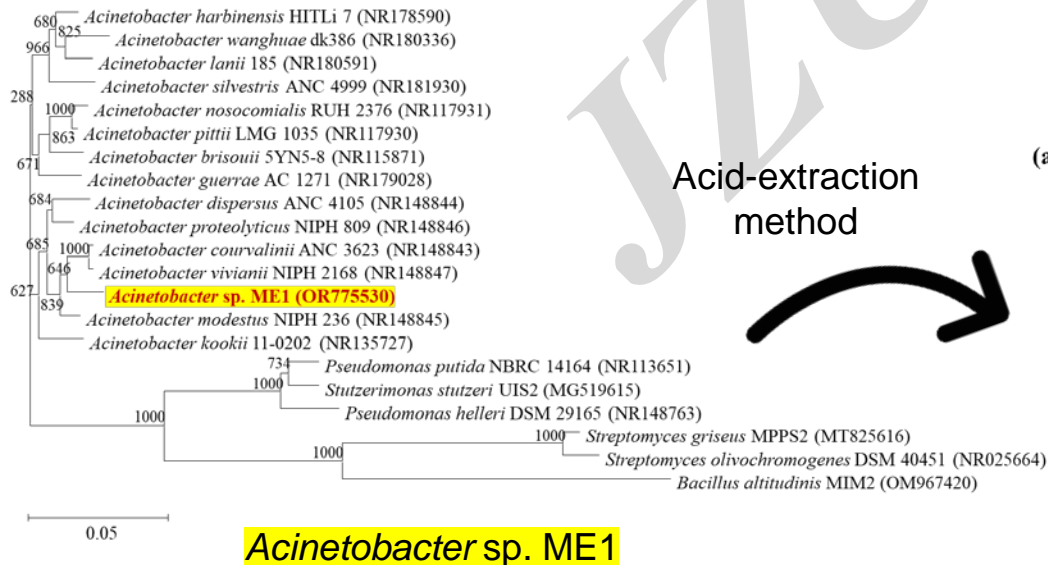 Acinetobacter harbinensis HITLi 7 (NR178590)
680
825
Acinetobacter wanghuae dk386 (NR180336)
966
Acinetobacter lanii 185 (NR180591)
Acinetobacter silvestris ANC 4999 (NR181930)
288
Acinetobacter nosocomialis RUH 2376 (NR117931)
1000
Acinetobacter pittii LMG 1035 (NR117930)
863
Acinetobacter brisouii 5YN5-8 (NR115871)
671
Acinetobacter guerrae AC 1271 (NR179028)
684
Acinetobacter dispersus ANC 4105 (NR148844)
Acinetobacter proteolyticus NIPH 809 (NR148846)
685
1000
Acinetobacter courvalinii ANC 3623 (NR148843)
646
Acinetobacter vivianii NIPH 2168 (NR148847)
627
Acinetobacter sp. ME1 (OR775530)
839
Acinetobacter modestus NIPH 236 (NR148845)
Acinetobacter kookii 11-0202 (NR135727)
734
Pseudomonas putida NBRC 14164 (NR113651)
1000
Stutzerimonas stutzeri UIS2 (MG519615)
1000
Pseudomonas helleri DSM 29165 (NR148763)
1000
Streptomyces griseus MPPS2 (MT825616)
1000
Streptomyces olivochromogenes DSM 40451 (NR025664)
Bacillus altitudinis MIM2 (OM967420)
0.05
Acinetobacter sp. ME1
Acid-extraction
method
(a